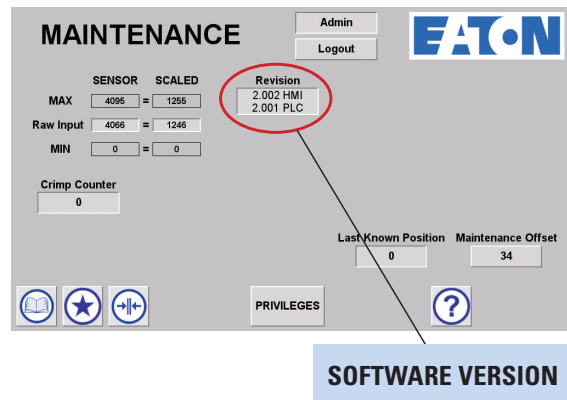 MAINTENANCE
Admin
Logout
EATON
SENSOR SCALED
MAX 4095 = 1255
Raw Input 4066 = 1246
MIN 0 = 0
Revision
2.002 HMI
2.001 PLC
Crimp Counter
0
Last Known Position
0
Maintenance Offset
34
PRIVILEGES
?
SOFTWARE VERSION